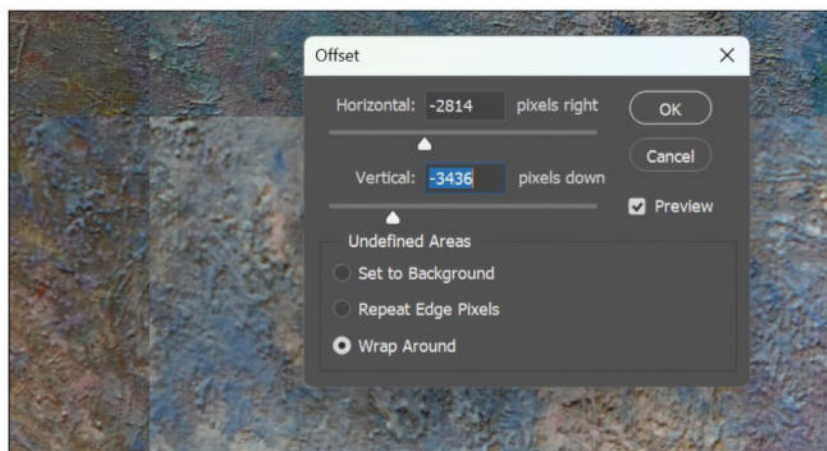 Offset
Horizontal: -2814 pixels right
OK
Cancel
Vertical: -3436 pixels down
Preview
Undefined Areas
Set to Background
Repeat Edge Pixels
Wrap Around